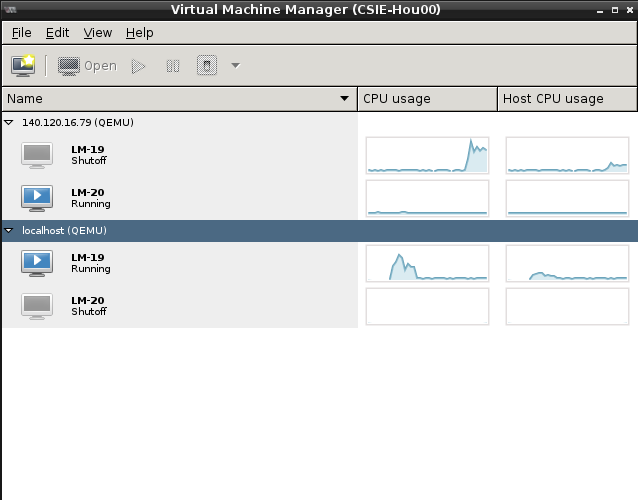 Virtual Machine Manager (CSIE-Hou00)
File Edit View Help
Open
Name CPU usage Host CPU usage
140.120.16.79 (QEMU)
LM-19
Shutoff
LM-20
Running
localhost (QEMU)
LM-19
Running
LM-20
Shutoff